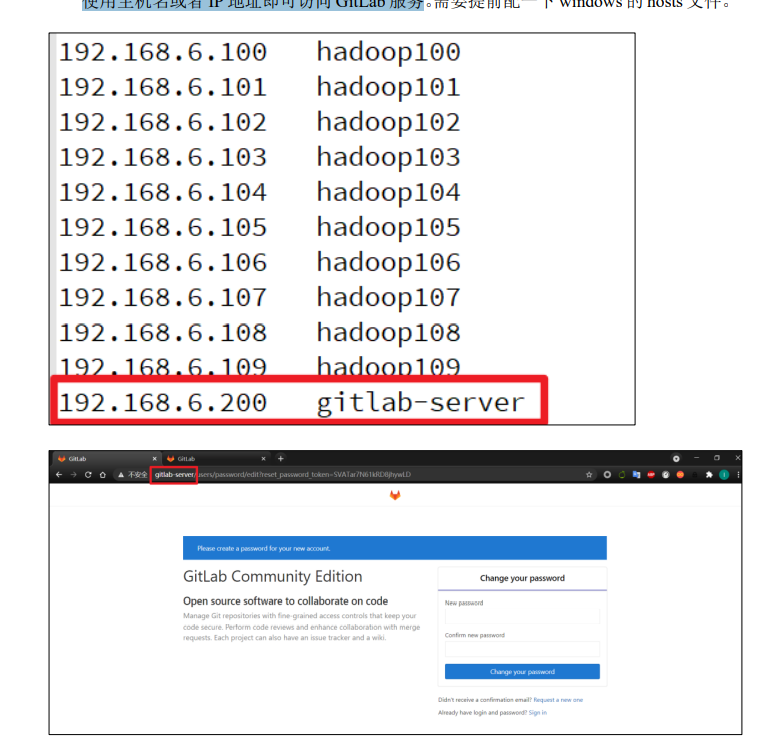 使用主机名或者 IP 地址即可访问 GitLab 服务。需要提前配一下 windows 的 hosts 文件。
192.168.6.100 hadoop100
192.168.6.101 hadoop101
192.168.6.102 hadoop102
192.168.6.103 hadoop103
192.168.6.104 hadoop104
192.168.6.105 hadoop105
192.168.6.106 hadoop106
192.168.6.107 hadoop107
192.168.6.108 hadoop108
192.168.6.109 hadoop109
192.168.6.200 gitlab-server
GitLab GitLab
不安全 gitlab-server/users/password/edit?reset_password_token=
Please create a password for your new account.
GitLab Community Edition
Open source software to collaborate on code
Manage Git repositories with fine-grained access controls that keep your
code secure. Perform code reviews and enhance collaboration with merge
requests. Each project can also have an issue tracker and a wiki.
Change your password
New password
Confirm new password
Change your password
Didn't receive a confirmation email? Request a new one
Already have login and password? Sign in